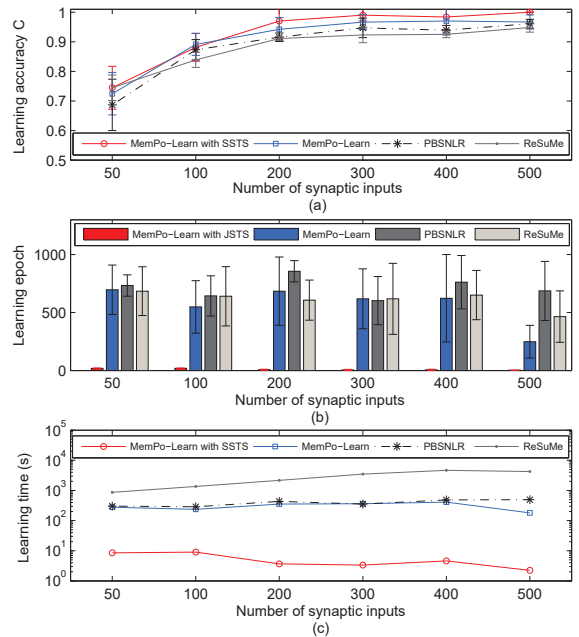 Learning accuracy C
1
0.9
0.8
0.7
0.6
0.5
MemPo-Learn with SSTS MemPo-Learn PBSNLR ReSuMe
50 100 200 300 400 500
Number of synaptic inputs
(a)
Learning epoch
1000
500
0
MemPo-Learn with JSTS MemPo-Learn PBSNLR ReSuMe
50 100 200 300 400 500
Number of synaptic inputs
(b)
Learning time (s)
10^5
10^4
10^3
10^2
10^1
10^0
MemPo-Learn with SSTS MemPo-Learn PBSNLR ReSuMe
50 100 200 300 400 500
Number of synaptic inputs
(c)